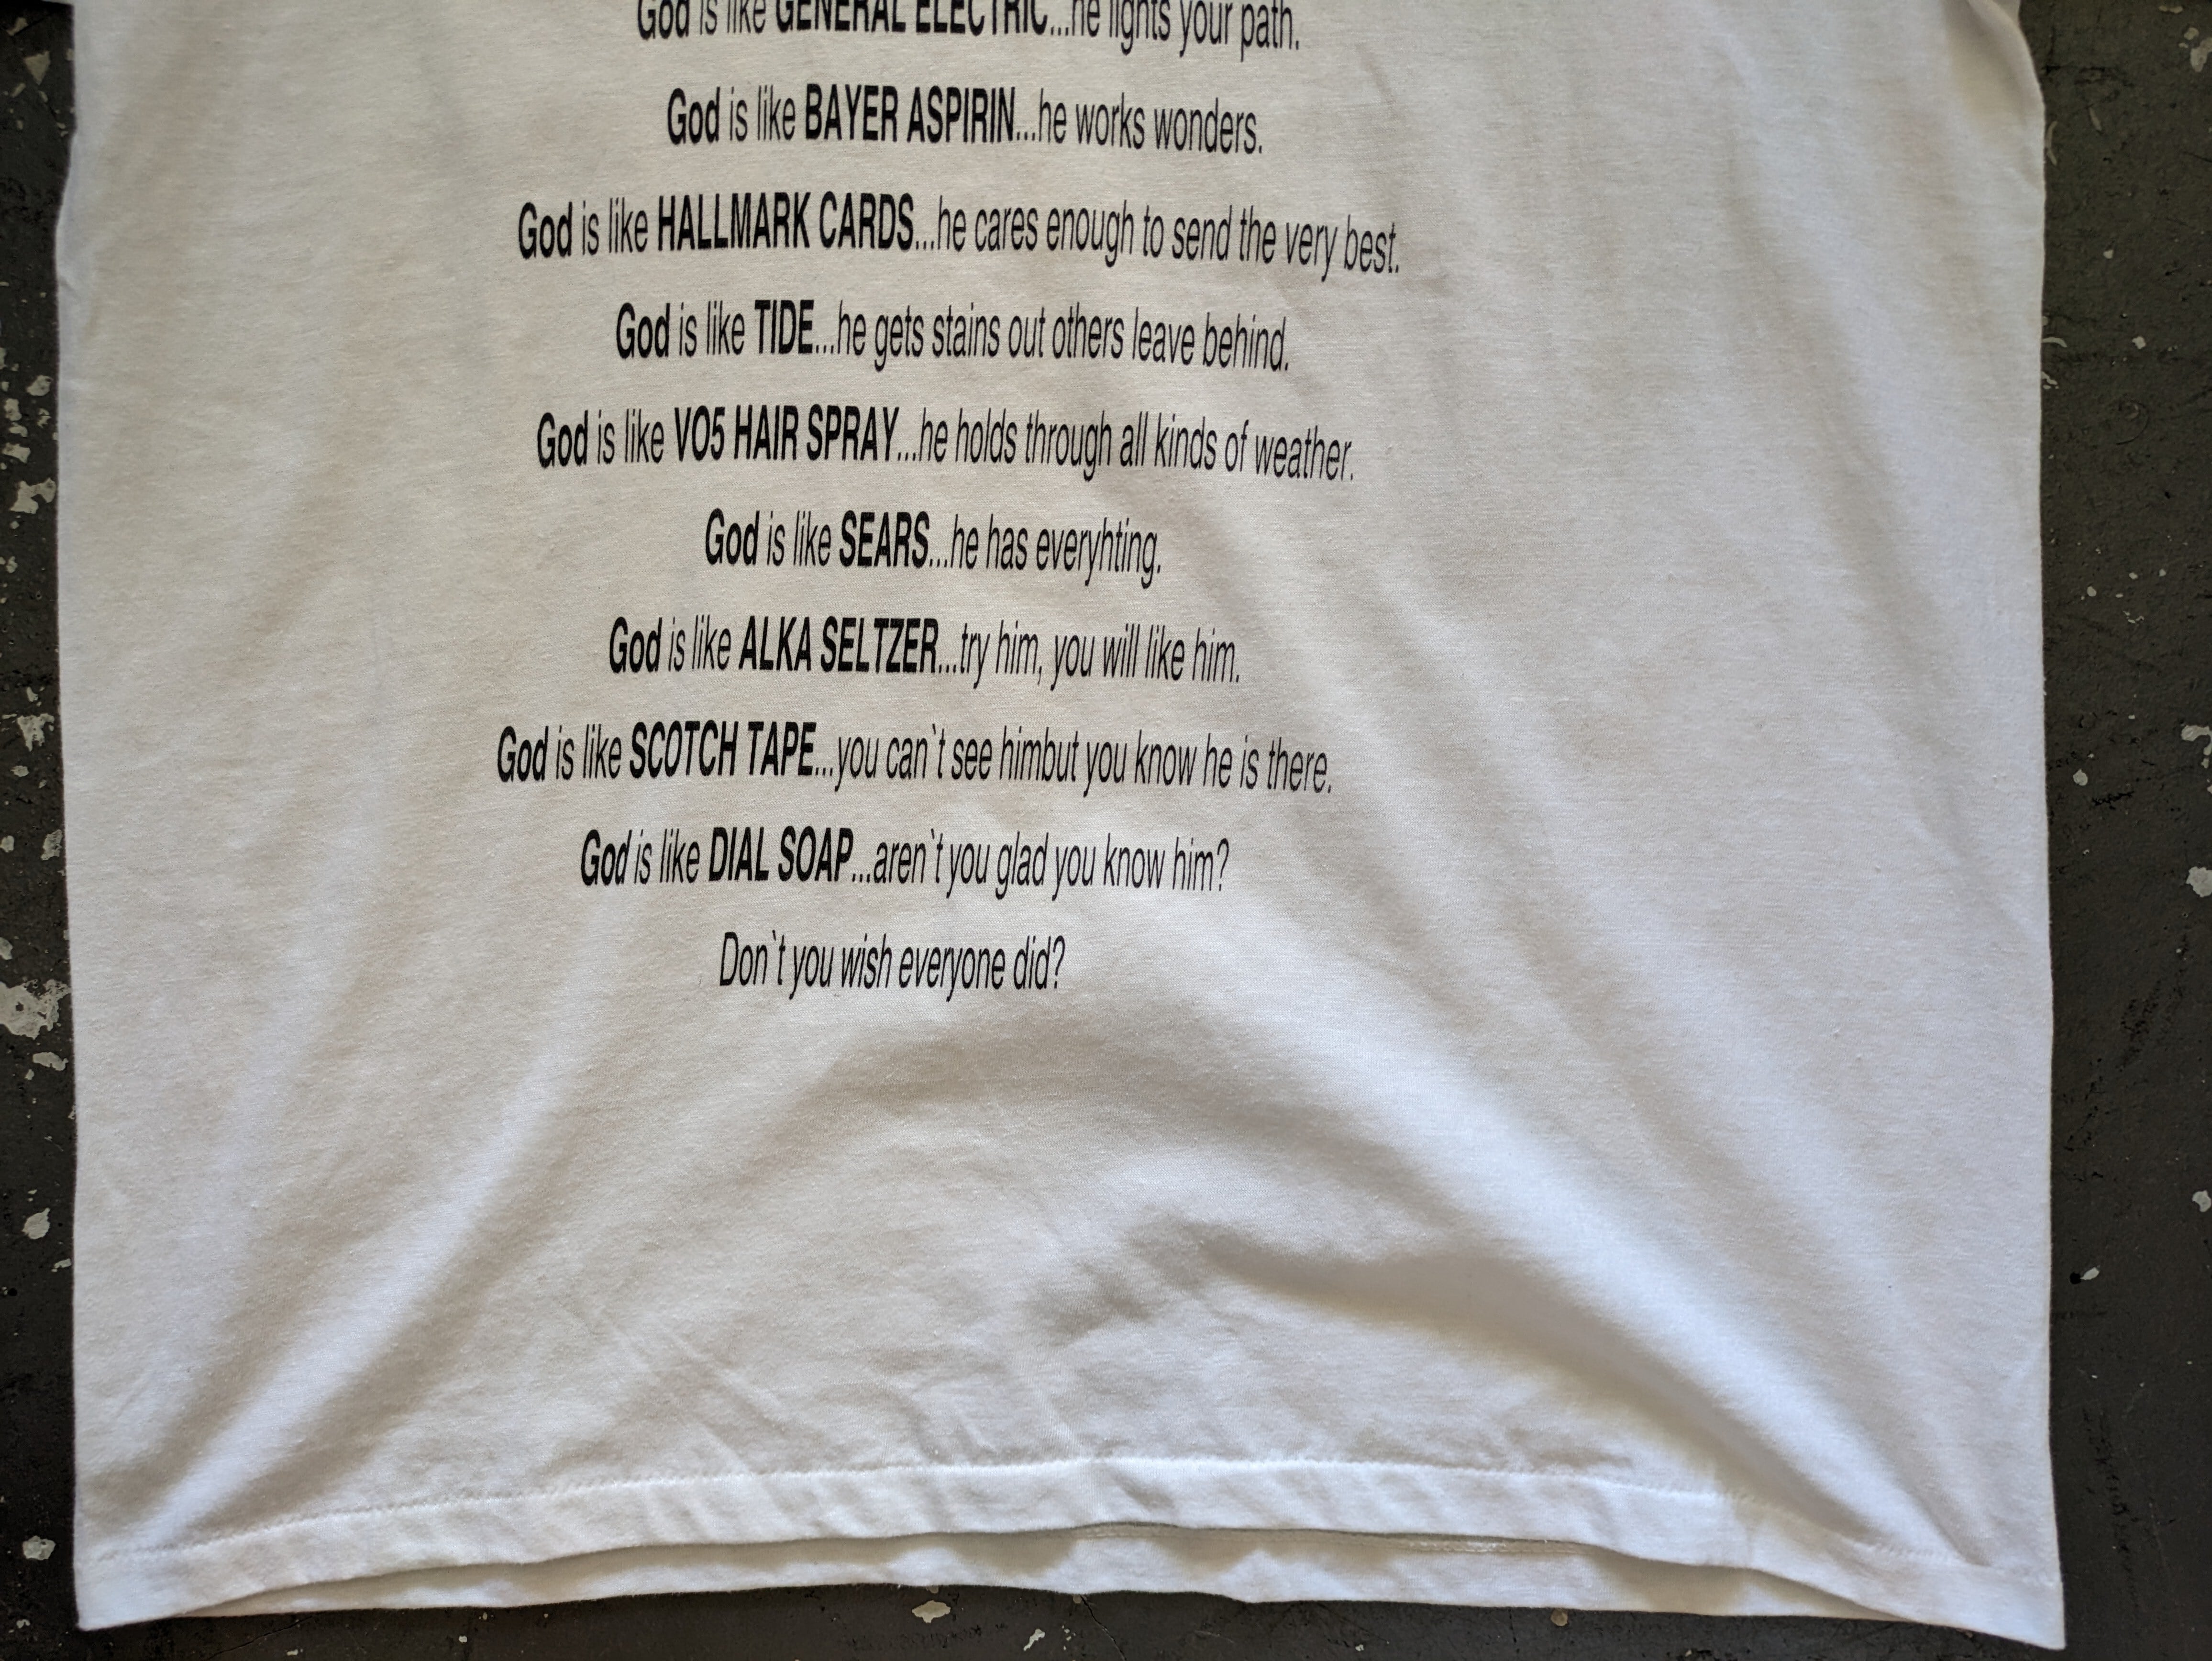 God is like GENERAL ELECTRIC...he lights your path.
God is like BAYER ASPIRIN...he works wonders.
God is like HALLMARK CARDS...he cares enough to send the very best.
God is like TIDE...he gets stains out others leave behind.
God is like VO5 HAIR SPRAY...he holds through all kinds of weather.
God is like SEARS...he has everyhting.
God is like ALKA SELTZER...try him, you will like him.
God is like SCOTCH TAPE...you can`t see himbut you know he is there.
God is like DIAL SOAP...aren`t you glad you know him?
Don`t you wish everyone did?